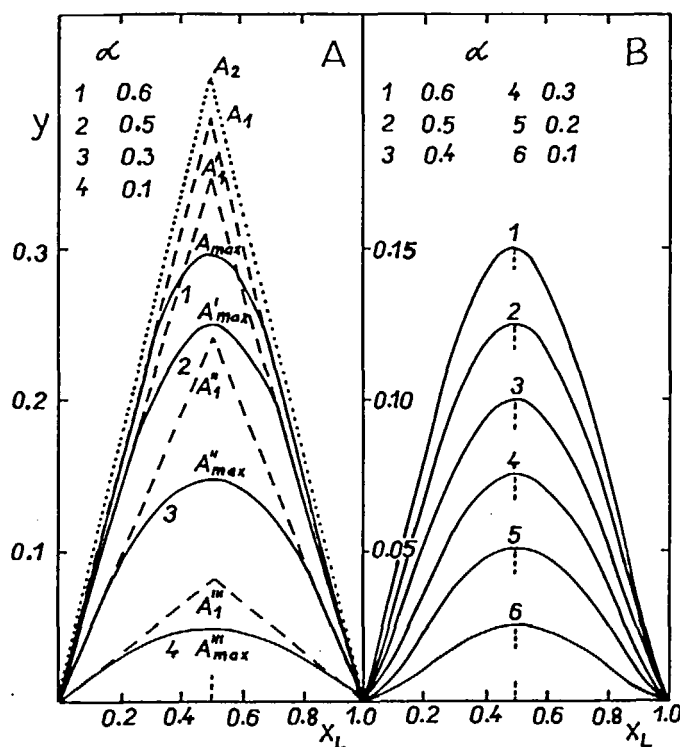 A
α
1 0.6
2 0.5
3 0.3
4 0.1
y
0.3
0.2
0.1
A₂
A₁
A₁'
Amax
1
A'max
2
A₁"
A"max
3
A₁'''
4 A'''max
0.2 0.4 0.6 0.8 1.0
X_L
B
α
1 0.6 4 0.3
2 0.5 5 0.2
3 0.4 6 0.1
0.15
0.10
0.05
1
2
3
4
5
6
0.2 0.4 0.6 0.8 1.0
X_L